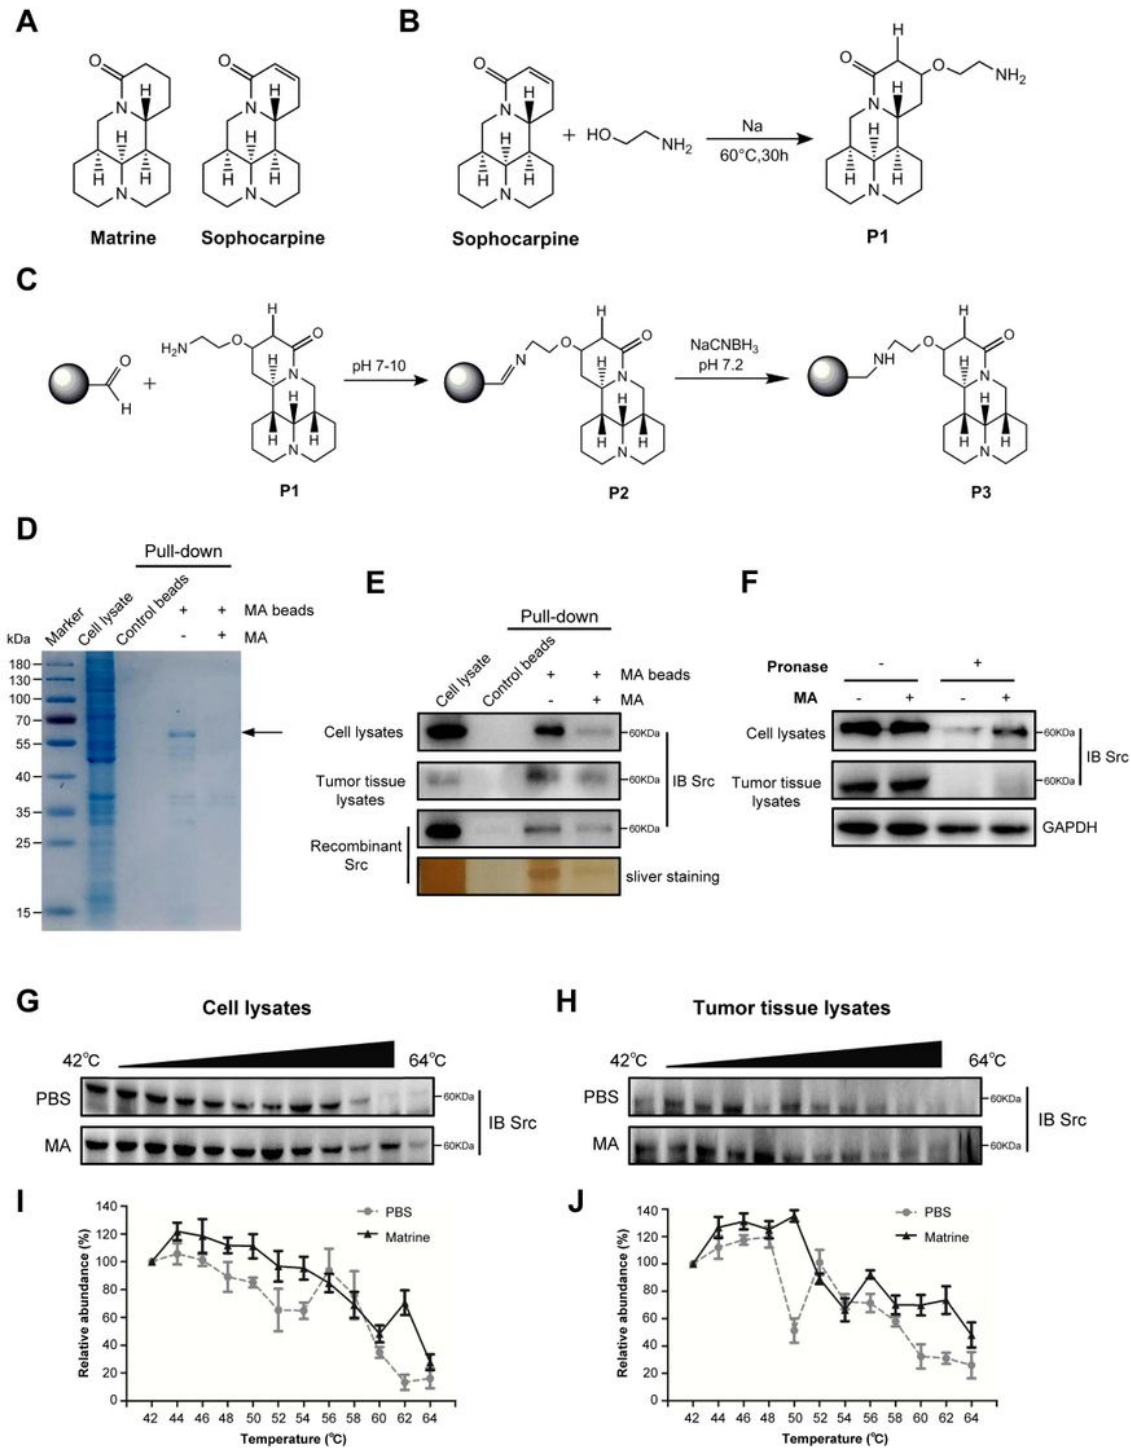 A
B
O
N
H
H
H
H
N
Matrine
O
N
H
H
H
H
N
Sophocarpine
O
N
H
H
H
H
N
Sophocarpine
+
HO
NH2
Na
60°C,30h
H
O
O
NH2
N
H
H
H
H
N
P1
C
O
H
+
H2N
O
H
O
H
N
H
H
H
N
P1
pH 7-10
N
O
H
O
H
N
H
H
H
N
P2
NaCNBH3
pH 7.2
NH
O
H
O
H
N
H
H
H
N
P3
D
Pull-down
kDa
Marker
Cell lysate
Control beads
+ + MA beads
- + MA
180
130
100
70
55
40
35
25
15
E
Pull-down
Cell lysate
Control beads
+ + MA beads
- + MA
Cell lysates
60KDa
Tumor tissue
lysates
60KDa
IB Src
Recombinant
Src
60KDa
sliver staining
F
Pronase - +
MA - + - +
Cell lysates
60KDa
Tumor tissue
lysates
60KDa
IB Src
GAPDH
G
Cell lysates
42°C
64°C
PBS
60KDa
MA
60KDa
IB Src
H
Tumor tissue lysates
42°C
64°C
PBS
60KDa
MA
60KDa
IB Src
I
Relative abundance (%)
140
120
100
80
60
40
20
0
PBS
Matrine
42 44 46 48 50 52 54 56 58 60 62 64
Temperature (°C)
J
Relative abundance (%)
140
120
100
80
60
40
20
0
PBS
Matrine
42 44 46 48 50 52 54 56 58 60 62 64
Temperature (°C)